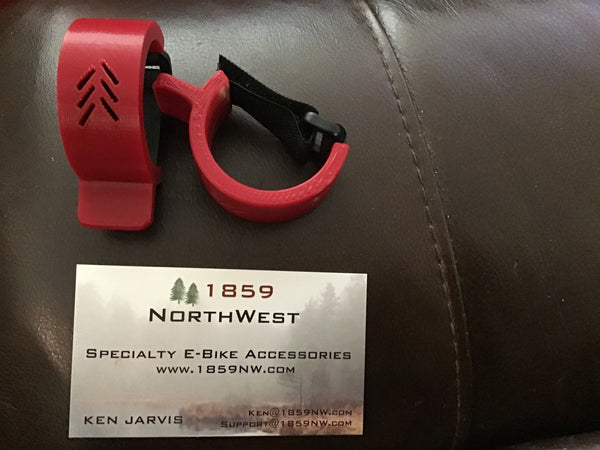 1859
NORTHWEST
SPECIALTY E-BIKE ACCESSORIES
WWW.1859NW.COM
KEN JARVIS
KEN@1859NW.COM
SUPPORT@1859NW.COM